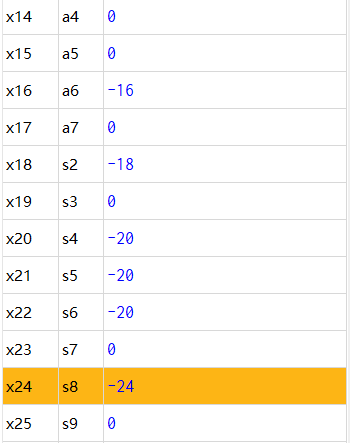 x14 a4 0
x15 a5 0
x16 a6 -16
x17 a7 0
x18 s2 -18
x19 s3 0
x20 s4 -20
x21 s5 -20
x22 s6 -20
x23 s7 0
x24 s8 -24
x25 s9 0